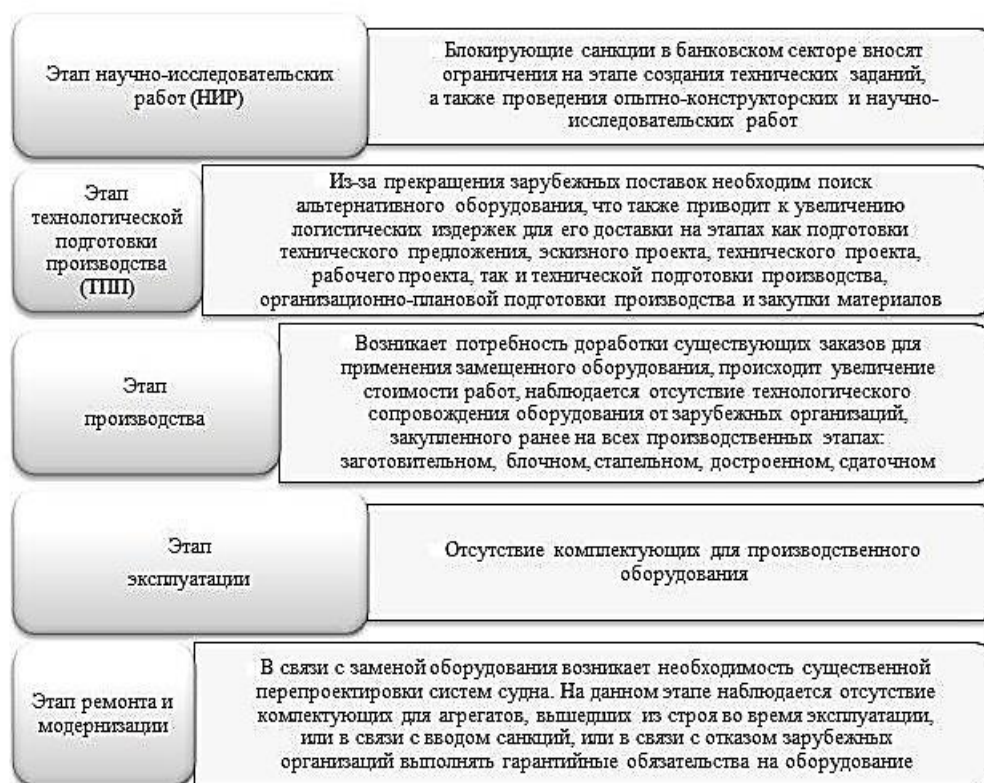 Этап научно-исследовательских
работ (НИР)
Блокирующие санкции в банковском секторе вносят
ограничения на этапе создания технических заданий,
а также проведения опытно-конструкторских и научно-
исследовательских работ
Этап
технологической
подготовки
производства
(ТПП)
Из-за прекращения зарубежных поставок необходим поиск
альтернативного оборудования, что также приводит к увеличению
логистических издержек для его доставки на этапах как подготовки
технического предложения, эскизного проекта, технического проекта,
рабочего проекта, так и технической подготовки производства,
организационно-плановой подготовки производства и закупки материалов
Этап
производства
Возникает потребность доработки существующих заказов для
применения замещенного оборудования, происходит увеличение
стоимости работ, наблюдается отсутствие технологического
сопровождения оборудования от зарубежных организаций,
закупленного ранее на всех производственных этапах:
заготовительном, блочном, стапельном, достроенном, сдаточном
Этап
эксплуатации
Отсутствие комплектующих для производственного
оборудования
Этап ремонта и
модернизации
В связи с заменой оборудования возникает необходимость существенной
перепроектировки систем судна. На данном этапе наблюдается отсутствие
комлектующих для агрегатов, вышедших из строя во время эксплуатации,
или в связи с вводом санкций, или в связи с отказом зарубежных
организаций выполнять гарантийные обязательства на оборудование